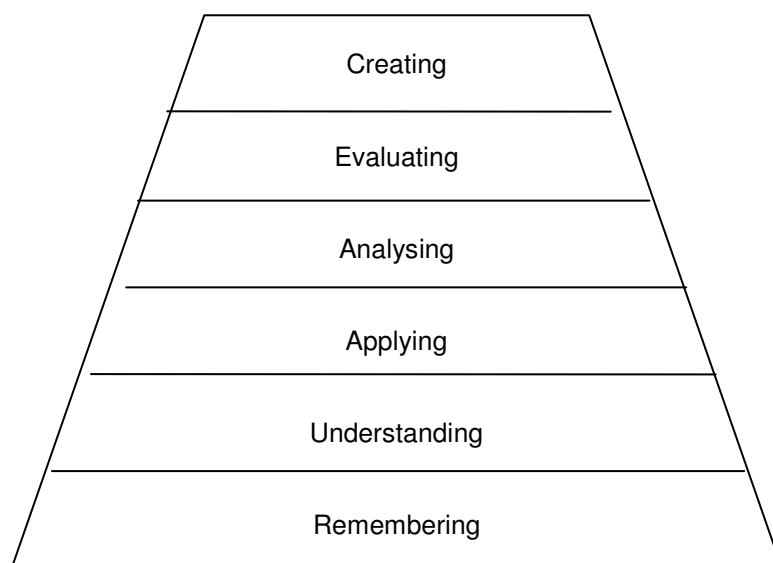 Creating
Evaluating
Analysing
Applying
Understanding
Remembering